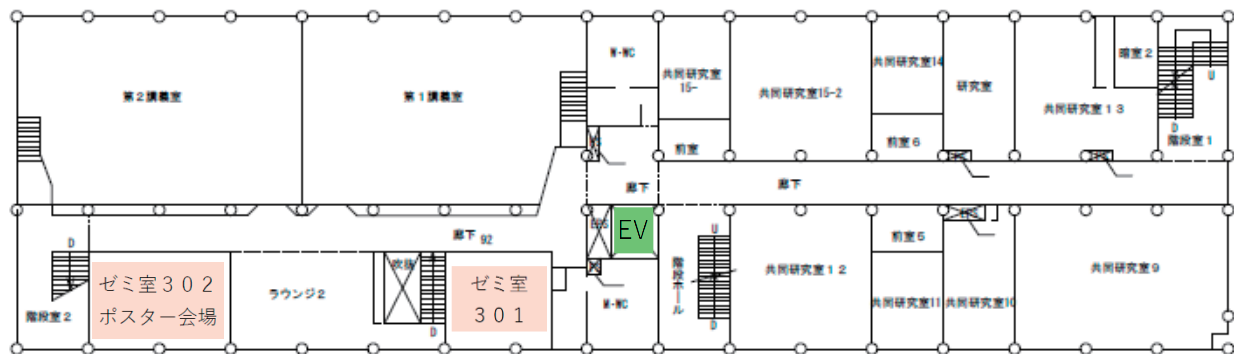 第2講義室
第1講義室
W-WC
共同研究室
15-
前室
共同研究室15-2
共同研究室14
前室6
研究室
共同研究室13
暗室2
U
D
階段室1
廊下
廊下
廊下
92
D
階段室2
ゼミ室302
ポスター会場
ラウンジ2
吹抜
D
ゼミ室
301
EV
M-WC
階段ホール
U
D
共同研究室12
前室5
共同研究室11
共同研究室10
共同研究室9